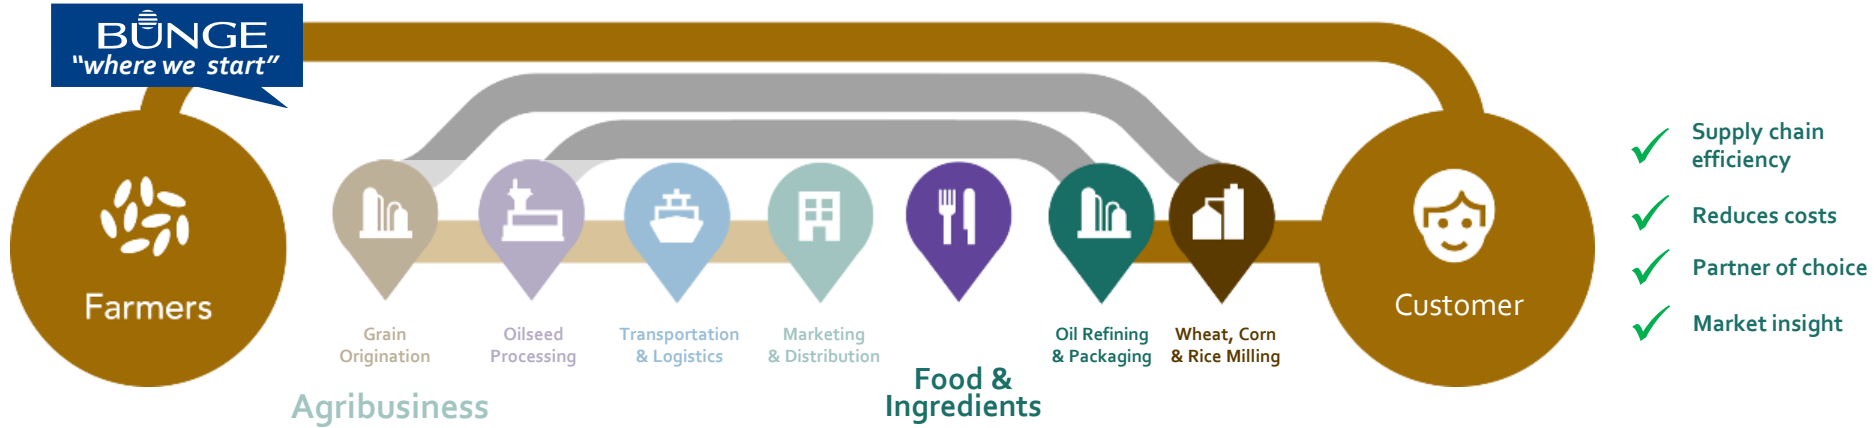 BUNGE
“where we start”
Farmers
Grain
Origination
Oilseed
Processing
Transportation
& Logistics
Marketing
& Distribution
Agribusiness
Food &
Ingredients
Oil Refining
& Packaging
Wheat, Corn
& Rice Milling
Customer
Supply chain
efficiency
Reduces costs
Partner of choice
Market insight